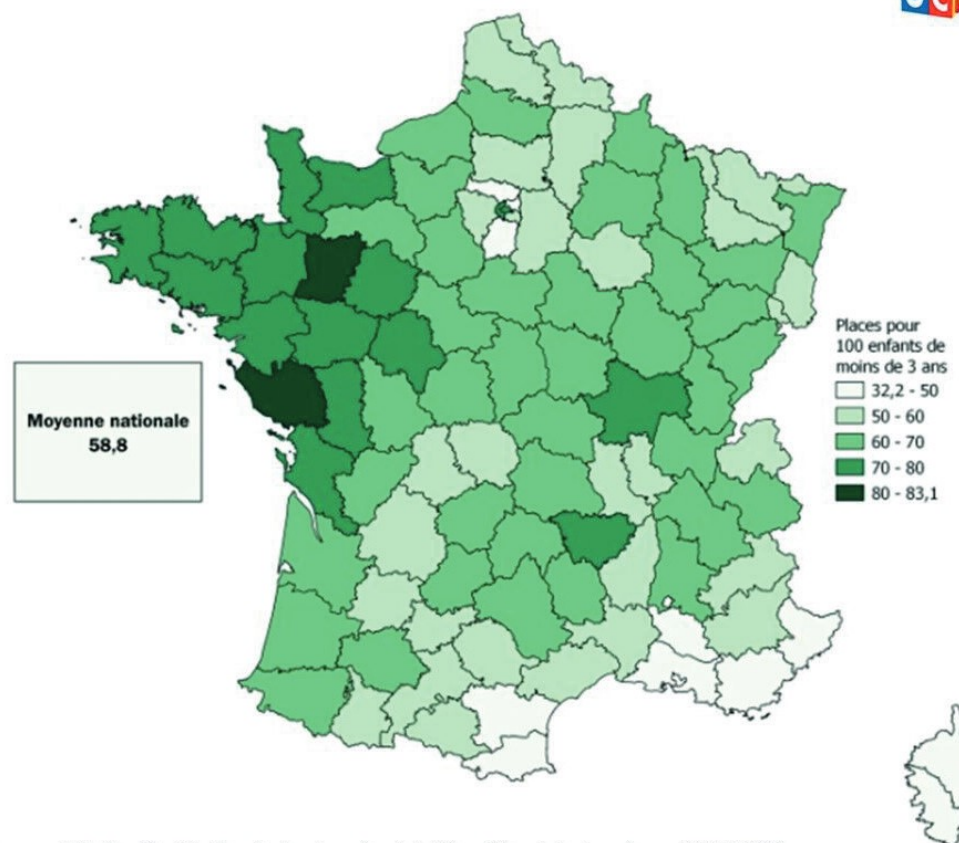 Places pour
100 enfants de
moins de 3 ans
32,2 - 50
50 - 60
60 - 70
70 - 80
80 - 83,1
Moyenne nationale
58,8